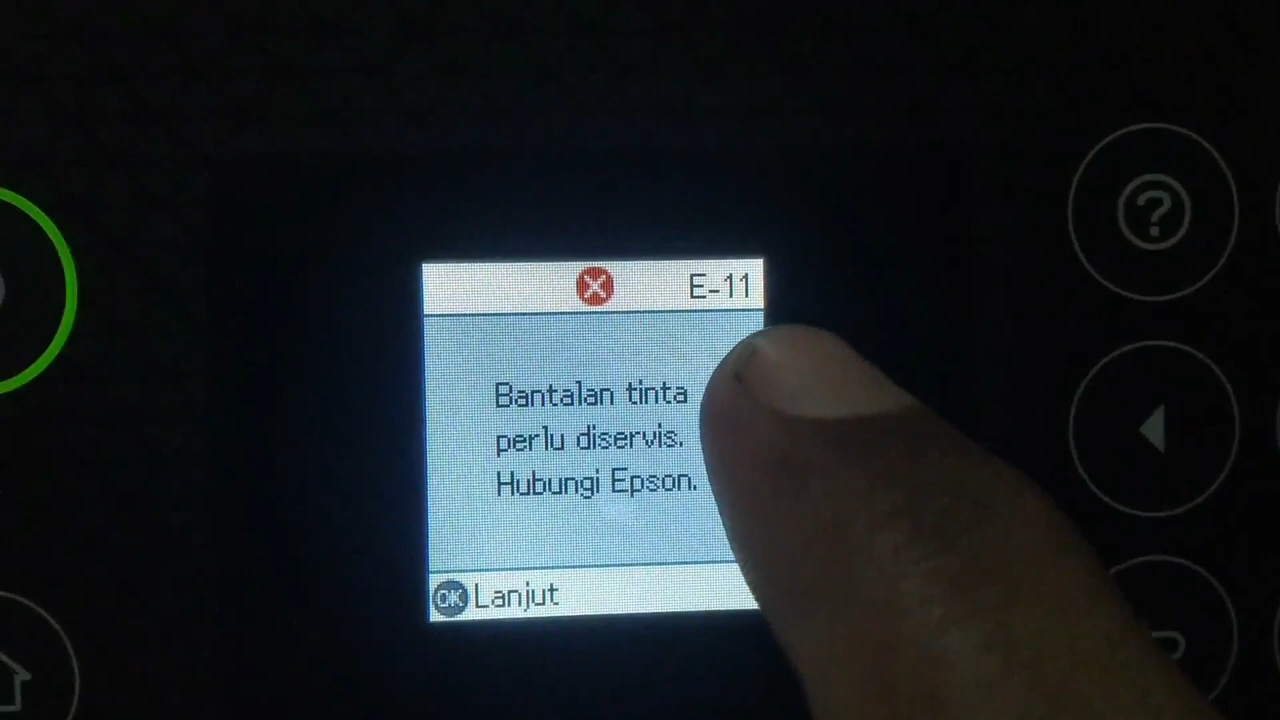 E-11
Bantalan tinta
perlu diservis.
Hubungi Epson.
OK Lanjut
?